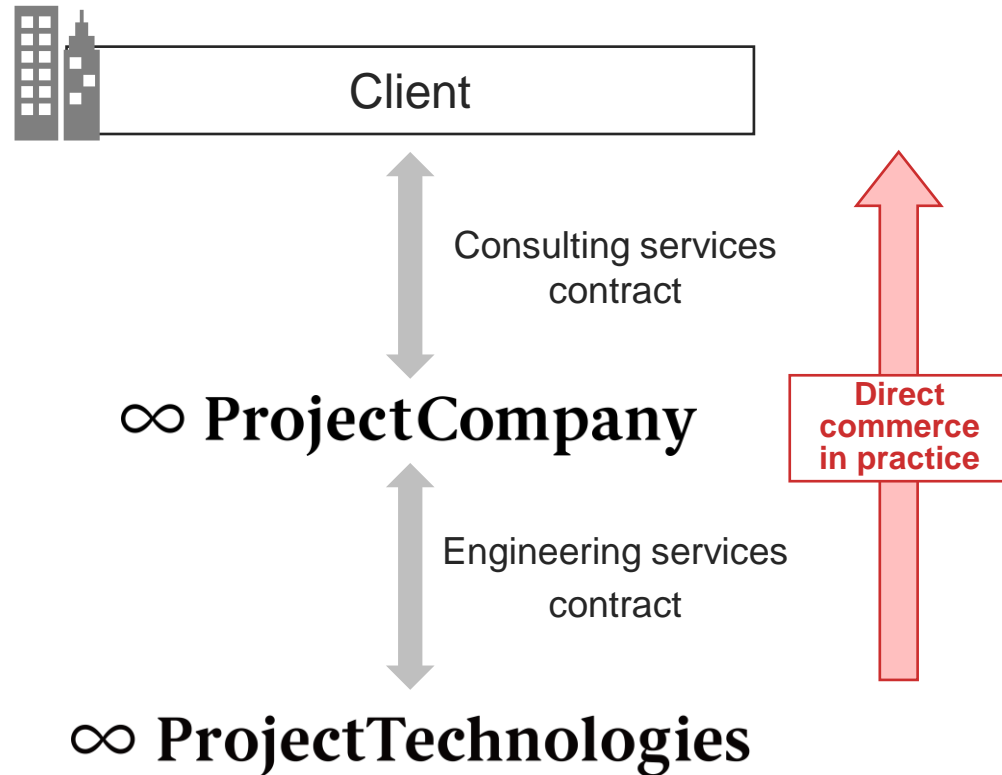 Client
Consulting services
contract
∞ ProjectCompany
Direct
commerce
in practice
Engineering services
contract
∞ ProjectTechnologies